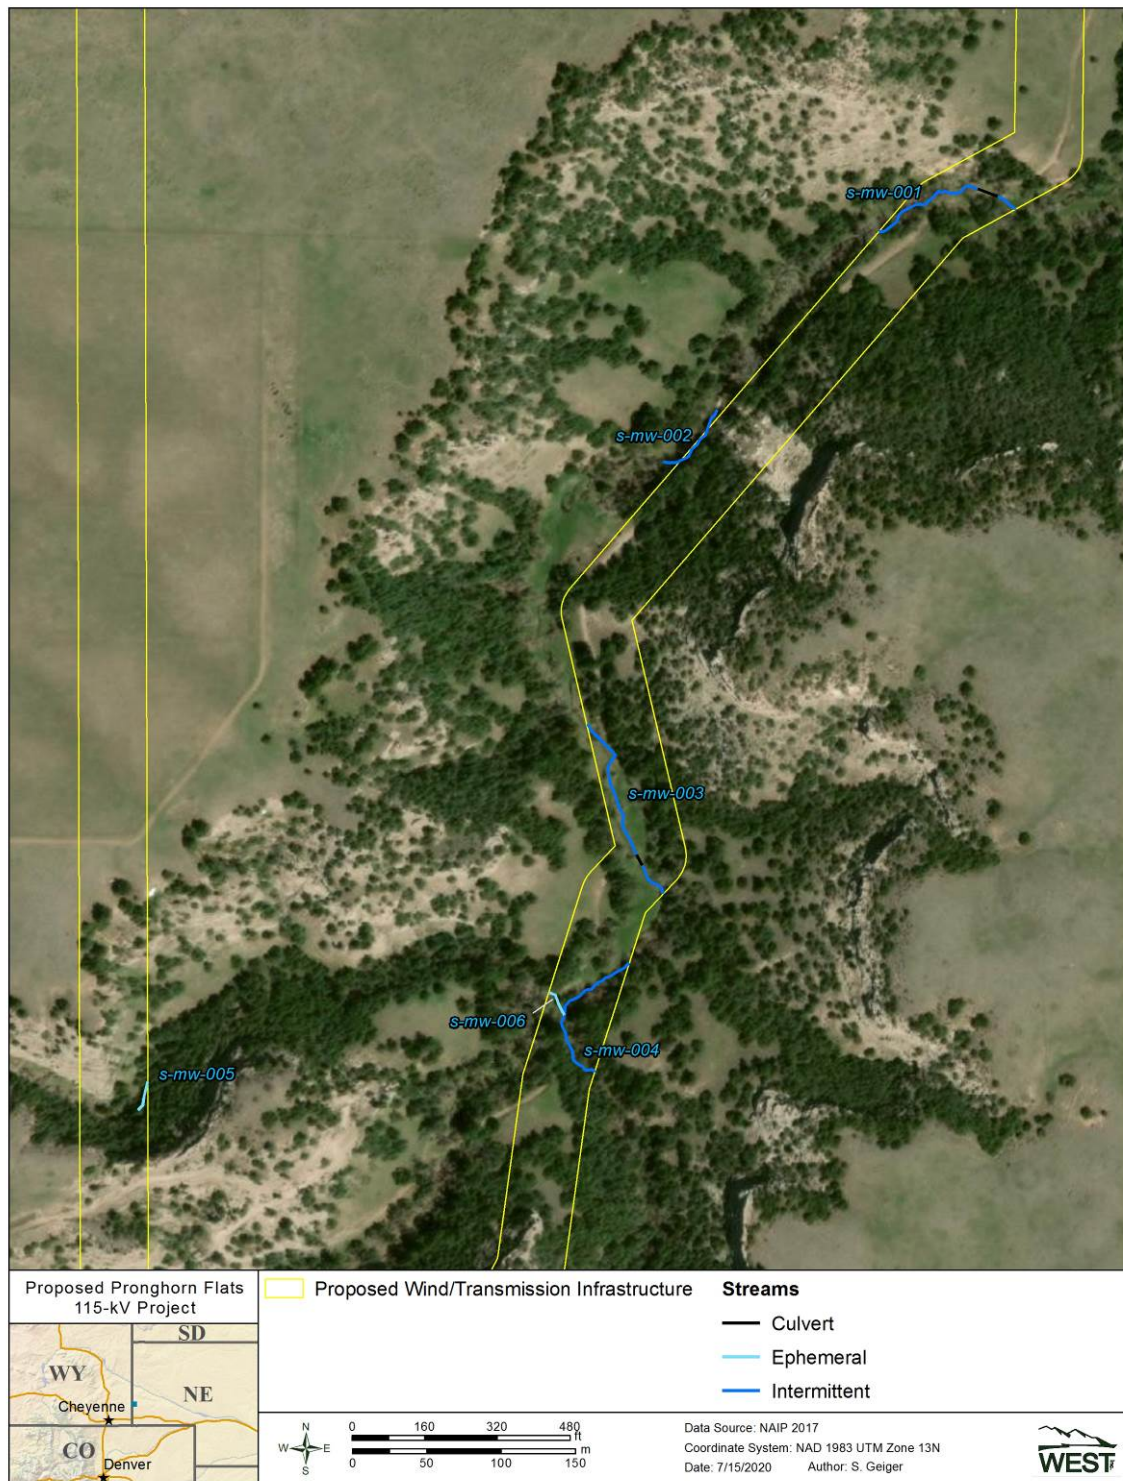 s-mw-001
s-mw-002
s-mw-003
s-mw-006
s-mw-004
s-mw-005
Proposed Pronghorn Flats
115-kV Project
SD
WY
NE
Cheyenne
CO
Denver
Proposed Wind/Transmission Infrastructure
Streams
Culvert
Ephemeral
Intermittent
N
W E
S
0 160 320 480
ft
m
0 50 100 150
Data Source: NAIP 2017
Coordinate System: NAD 1983 UTM Zone 13N
Date: 7/15/2020 Author: S. Geiger
WEST